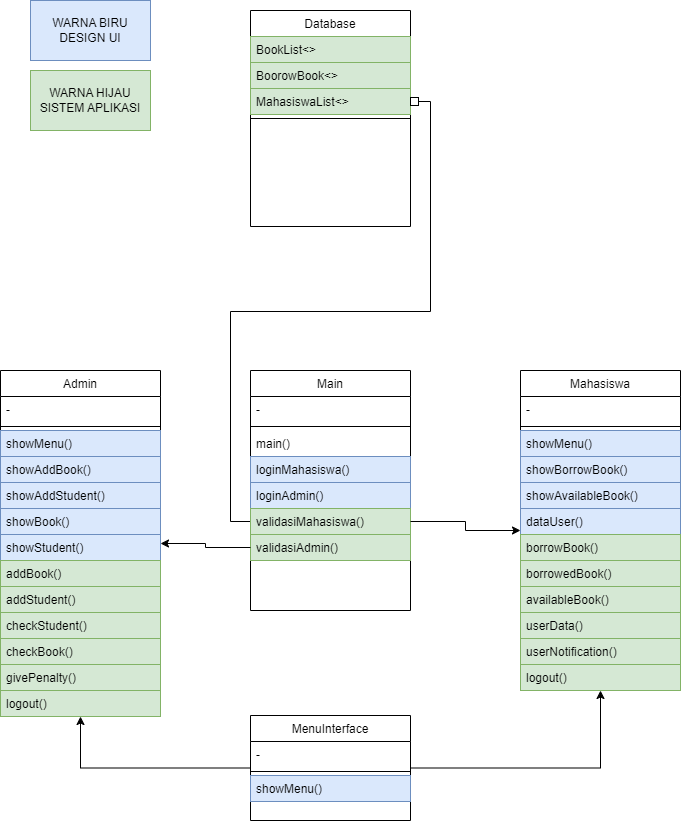 WARNA BIRU
DESIGN UI
WARNA HIJAU
SISTEM APLIKASI
Database
BookList<>
BoorowBook<>
MahasiswaList<>
Admin
-
showMenu()
showAddBook()
showAddStudent()
showBook()
showStudent()
addBook()
addStudent()
checkStudent()
checkBook()
givePenalty()
logout()
Main
-
main()
loginMahasiswa()
loginAdmin()
validasiMahasiswa()
validasiAdmin()
Mahasiswa
-
showMenu()
showBorrowBook()
showAvailableBook()
dataUser()
borrowBook()
borrowedBook()
availableBook()
userData()
userNotification()
logout()
MenuInterface
-
showMenu()